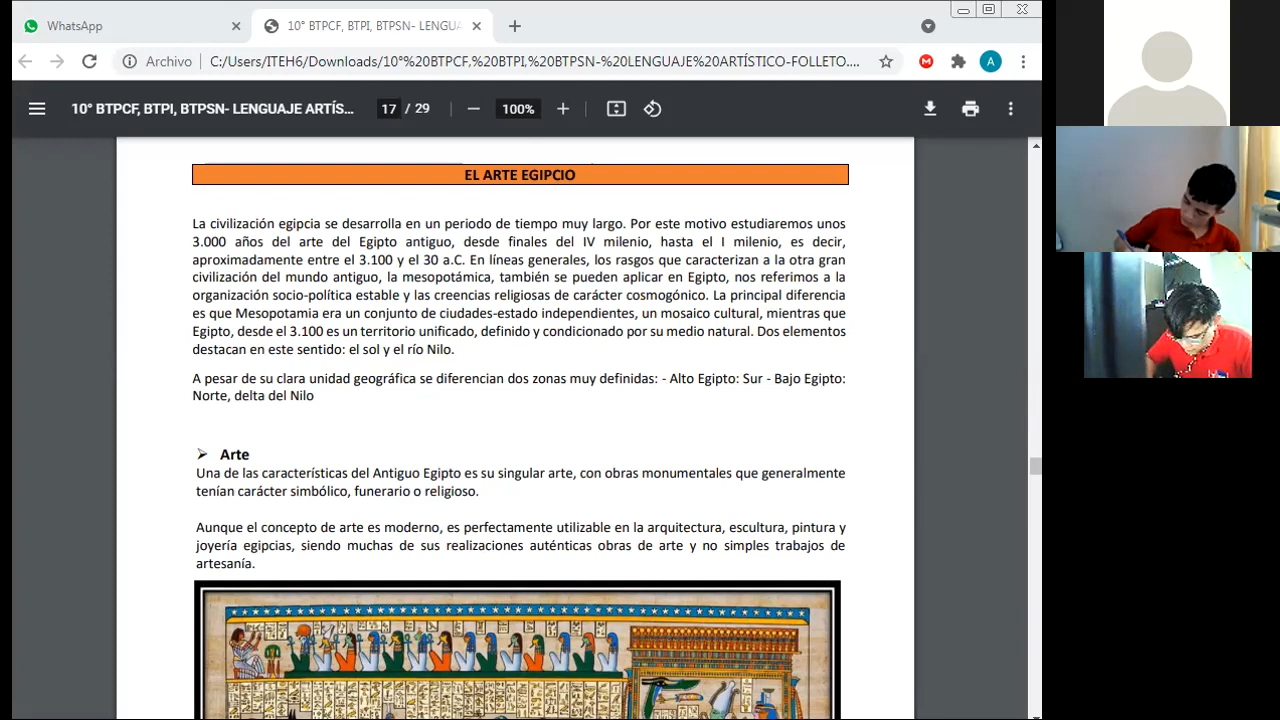 WhatsApp
10° BTPCF, BTPI, BTPSN- LENGUA
Archivo
C:/Users/ITEH6/Downloads/10°%20BTPCF,%20BTPI.%20BTPSN-%20LENGUAJE%20ARTÍSTICO-FOLLETO....
A
10° BTPCF, BTPI, BTPSN- LENGUAJE ARTÍS...
17 / 29
100%
EL ARTE EGIPCIO
La civilización egipcia se desarrolla en un periodo de tiempo muy largo. Por este motivo estudiaremos unos
3.000 años del arte del Egipto antiguo, desde finales del IV milenio, hasta el I milenio, es decir,
aproximadamente entre el 3.100 y el 30 a.C. En líneas generales, los rasgos que caracterizan a la otra gran
civilización del mundo antiguo, la mesopotámica, también se pueden aplicar en Egipto, nos referimos a la
organización socio-política estable y las creencias religiosas de carácter cosmogónico. La principal diferencia
es que Mesopotamia era un conjunto de ciudades-estado independientes, un mosaico cultural, mientras que
Egipto, desde el 3.100 es un territorio unificado, definido y condicionado por su medio natural. Dos elementos
destacan en este sentido: el sol y el río Nilo.
A pesar de su clara unidad geográfica se diferencian dos zonas muy definidas: - Alto Egipto: Sur - Bajo Egipto:
Norte, delta del Nilo
Arte
Una de las características del Antiguo Egipto es su singular arte, con obras monumentales que generalmente
tenían carácter simbólico, funerario o religioso.
Aunque el concepto de arte es moderno, es perfectamente utilizable en la arquitectura, escultura, pintura y
joyería egipcias, siendo muchas de sus realizaciones auténticas obras de arte y no simples trabajos de
artesanía.